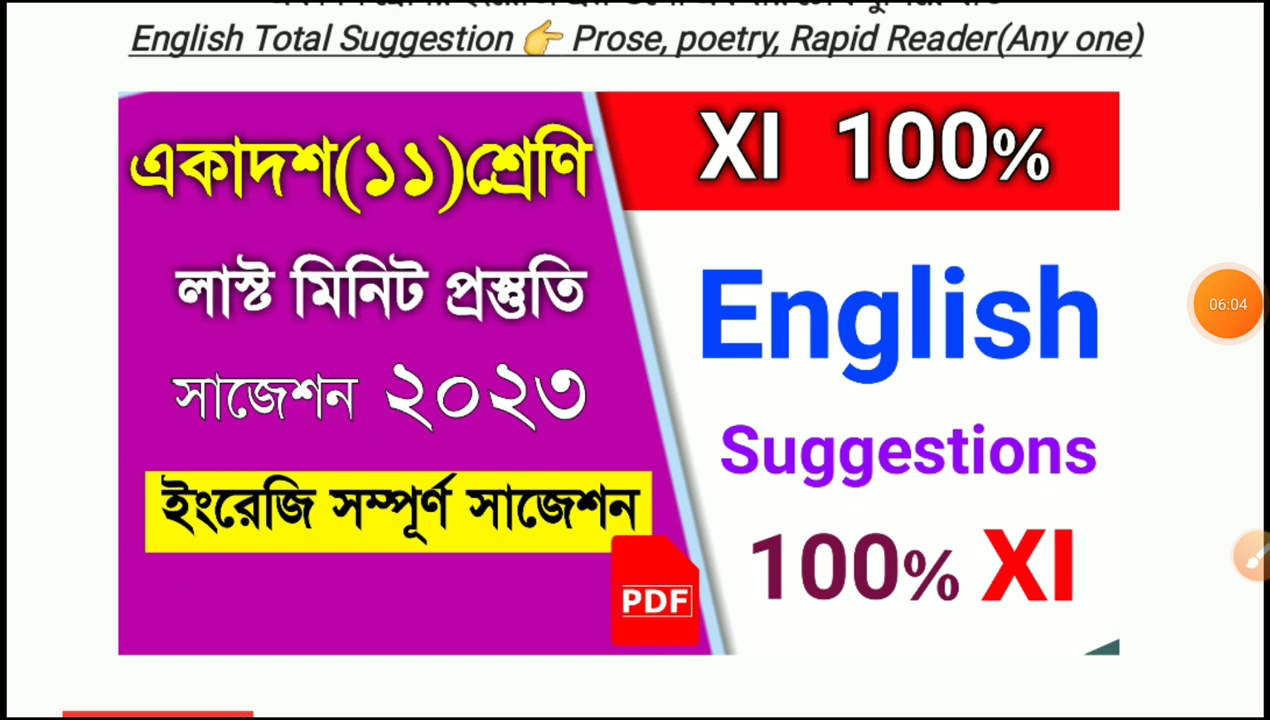 English Total Suggestion 👉 Prose, poetry, Rapid Reader(Any one)
একাদশ(১১)শ্রেণি
XI 100%
লাস্ট মিনিট প্রস্তুতি
English
সাজেশন ২০২৩
Suggestions
ইংরেজি সম্পূর্ণ সাজেশন
100% XI
PDF
06:04